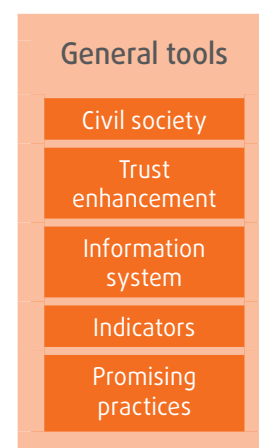 General tools
Civil society
Trust
enhancement
Information
system
Indicators
Promising
practices